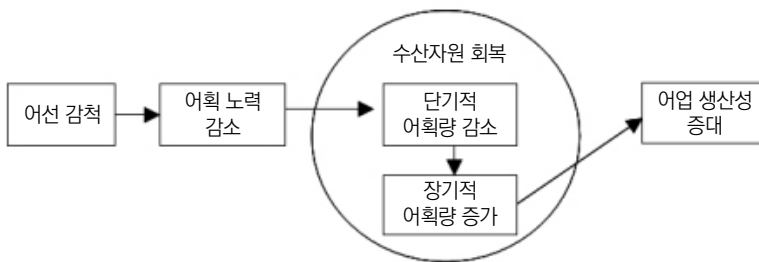 수산자원 회복
어선 감척
어획 노력
감소
단기적
어획량 감소
장기적
어획량 증가
어업 생산성
증대